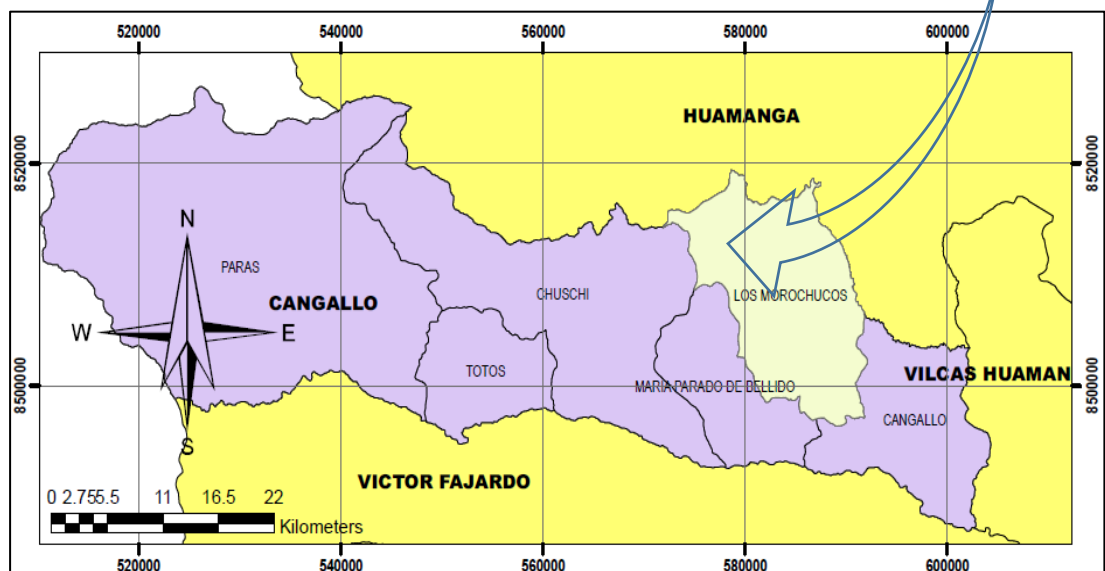 520000 540000 560000 580000 600000
HUAMANGA
8520000 8520000
N
PARAS
CHUSCHI
LOS MOROCHUCOS
CANGALLO
W E
TOTOS
VILCAS HUAMAN
MARIA PARADO DE BELLIDO
8500000 8500000
CANGALLO
S
VICTOR FAJARDO
0 2.755.5 11 16.5 22
Kilometers
520000 540000 560000 580000 600000